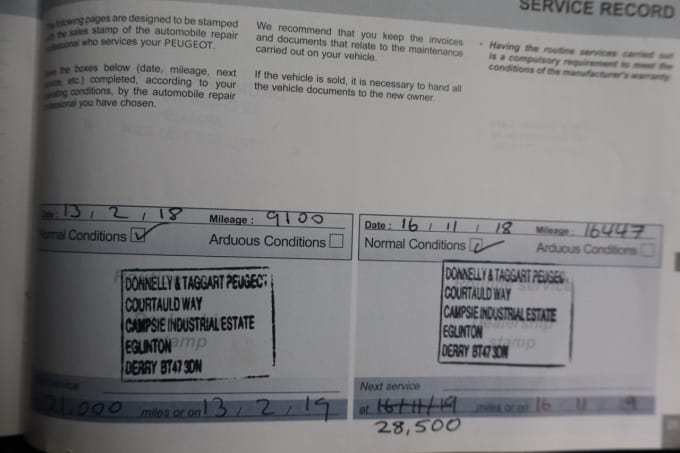 SERVICE RECORD
following pages are designed to be stamped
with the sales stamp of the automobile repair
professional who services your PEUGEOT.
the boxes below (date, mileage, next
service, etc.) completed, according to your
operating conditions, by the automobile repair
professional you have chosen.
We recommend that you keep the invoices
and documents that relate to the maintenance
carried out on your vehicle.
If the vehicle is sold, it is necessary to hand all
the vehicle documents to the new owner.
• Having the routine services carried out
is a compulsory requirement to meet the
conditions of the manufacturer's warranty.
Date: 13 / 2 / 18 Mileage: 9100
Normal Conditions Arduous Conditions
DONNELLY & TAGGART PEUGEOT
COURTAULD WAY
CAMPSIE INDUSTRIAL ESTATE
EGLINTON
DERRY BT47 3DN
stamp
Next service
21,000 miles or on 13 / 2 / 19
Date: 16 / 11 / 18 Mileage: 16447
Normal Conditions Arduous Conditions
DONNELLY & TAGGART PEUGEO
COURTAULD WAY
CAMPSIE INDUSTRIAL ESTATE
EGLINTON
DERRY BT47 3DN
stamp
Next service
at 16/11/19 miles or on 16 / 11 / 19
28,500